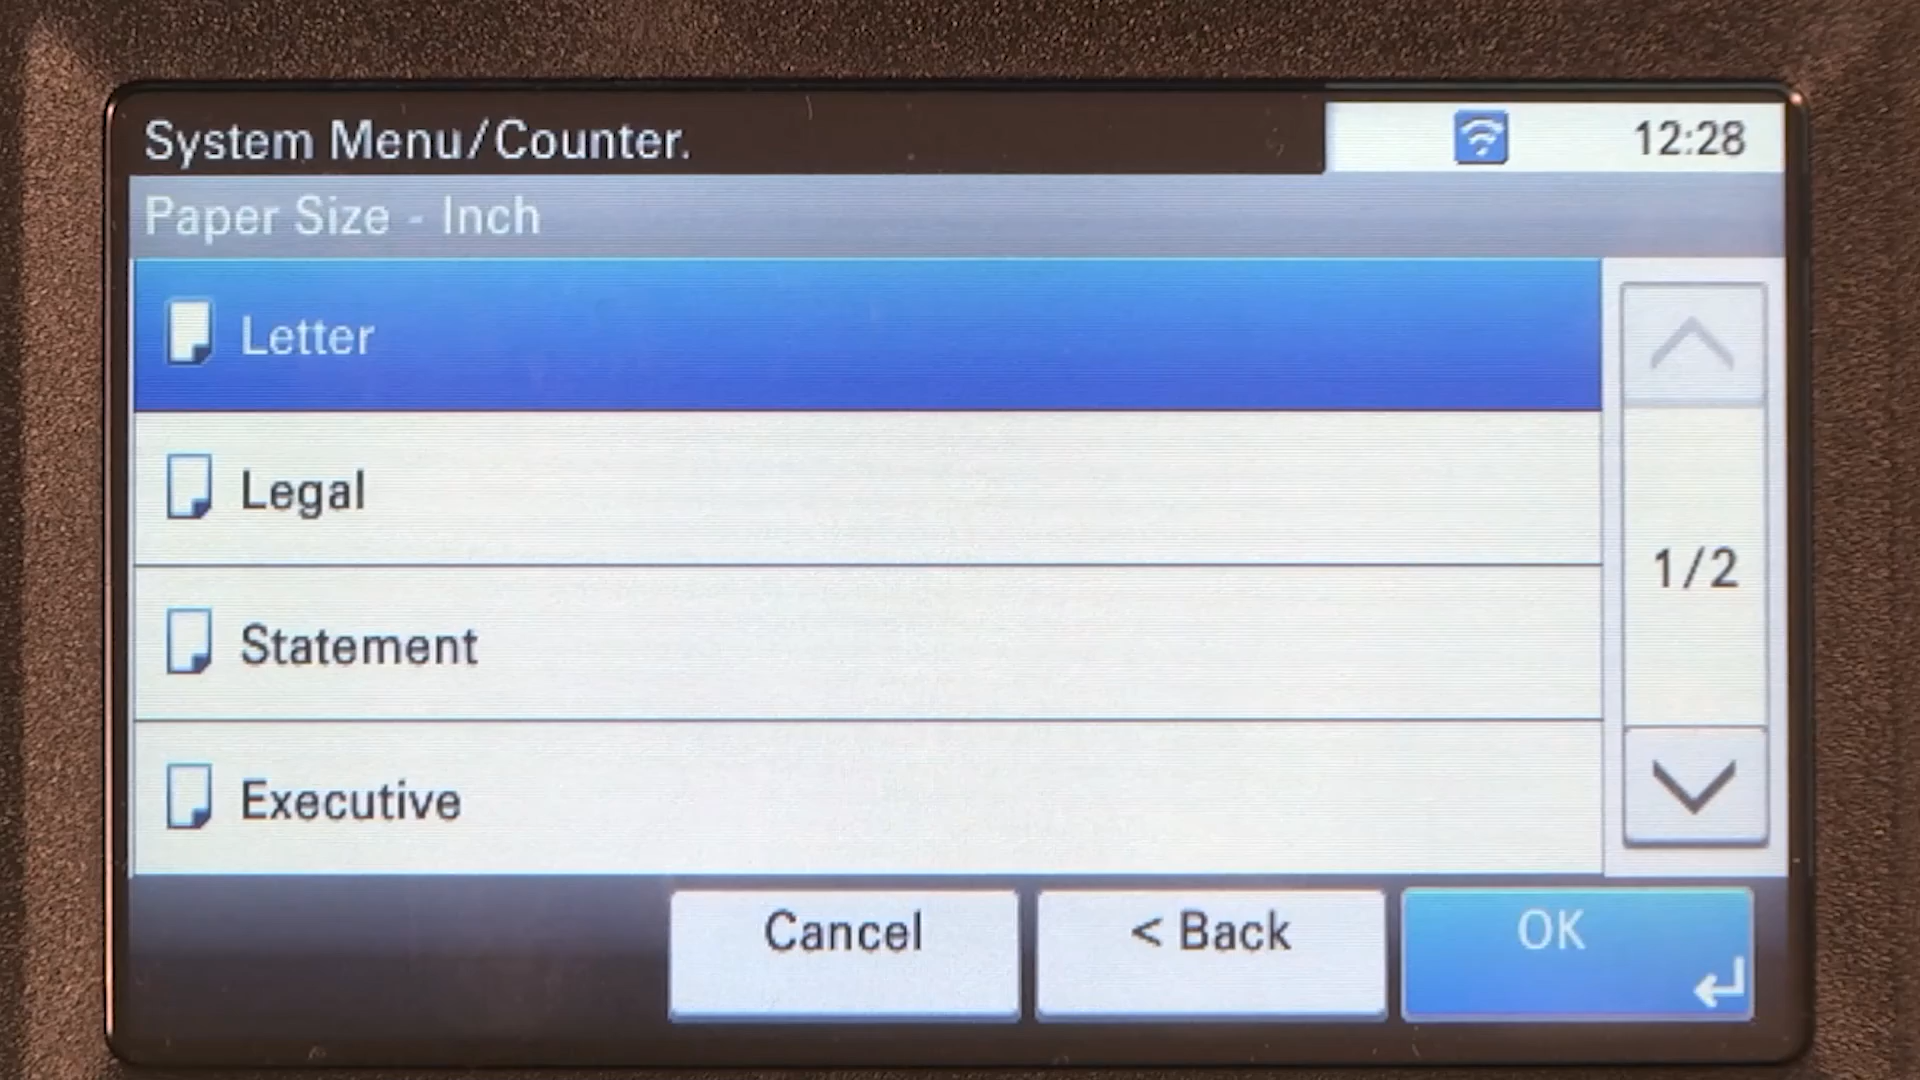 System Menu/Counter.
12:28
Paper Size - Inch
Letter
Legal
Statement
Executive
1/2
Cancel
< Back
OK